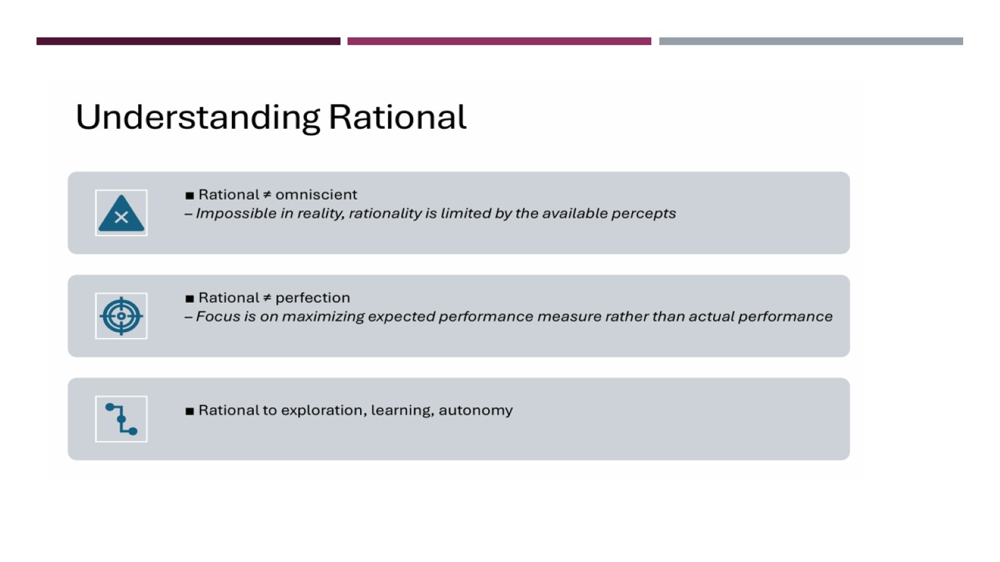 Understanding Rational
■ Rational ≠ omniscient
– Impossible in reality, rationality is limited by the available percepts
■ Rational ≠ perfection
– Focus is on maximizing expected performance measure rather than actual performance
■ Rational to exploration, learning, autonomy